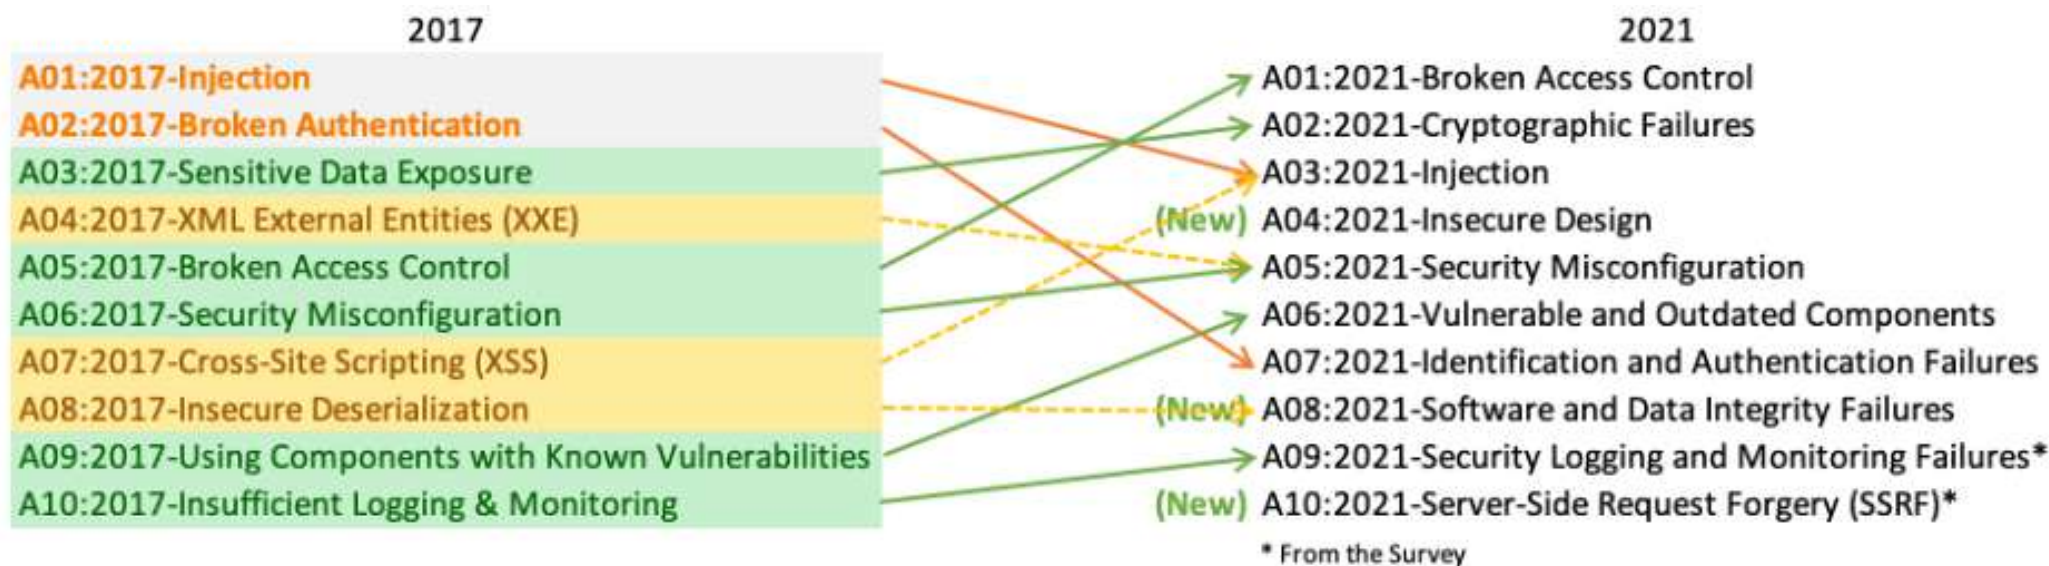 2017
A01:2017-Injection
A02:2017-Broken Authentication
A03:2017-Sensitive Data Exposure
A04:2017-XML External Entities (XXE)
A05:2017-Broken Access Control
A06:2017-Security Misconfiguration
A07:2017-Cross-Site Scripting (XSS)
A08:2017-Insecure Deserialization
A09:2017-Using Components with Known Vulnerabilities
A10:2017-Insufficient Logging & Monitoring
2021
A01:2021-Broken Access Control
A02:2021-Cryptographic Failures
A03:2021-Injection
(New) A04:2021-Insecure Design
A05:2021-Security Misconfiguration
A06:2021-Vulnerable and Outdated Components
A07:2021-Identification and Authentication Failures
(New) A08:2021-Software and Data Integrity Failures
A09:2021-Security Logging and Monitoring Failures*
(New) A10:2021-Server-Side Request Forgery (SSRF)*
* From the Survey